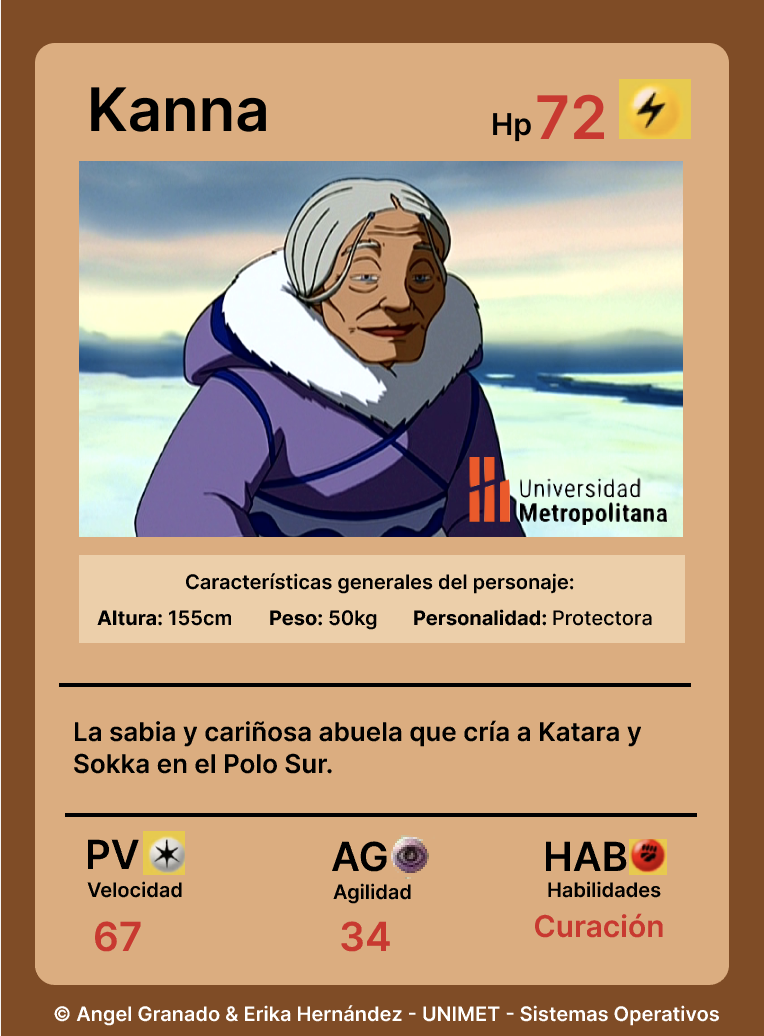 Kanna
Hp 72
Universidad
Metropolitana
Características generales del personaje:
Altura: 155cm Peso: 50kg Personalidad: Protectora
La sabia y cariñosa abuela que cría a Katara y
Sokka en el Polo Sur.
PV AG HAB
Velocidad Agilidad Habilidades
67 34 Curación
© Angel Granado & Erika Hernández - UNIMET - Sistemas Operativos